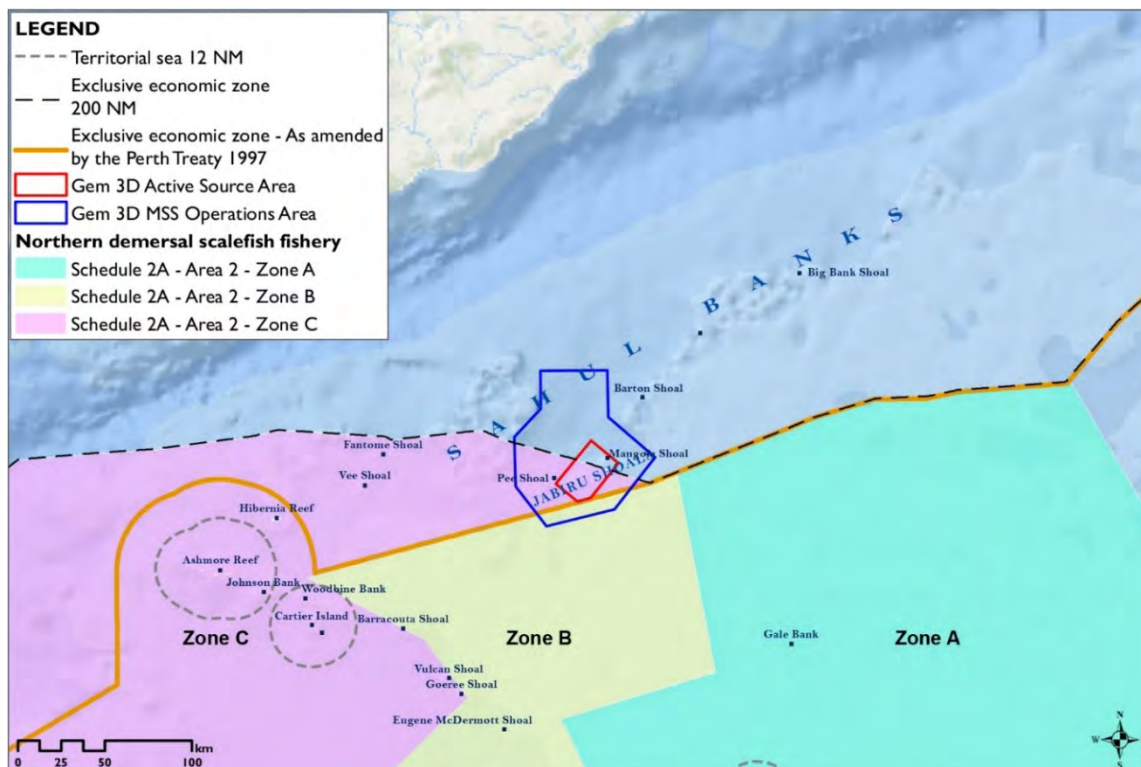 LEGEND
Territorial sea 12 NM
Exclusive economic zone
200 NM
Exclusive economic zone - As amended
by the Perth Treaty 1997
Gem 3D Active Source Area
Gem 3D MSS Operations Area
Northern demersal scalefish fishery
Schedule 2A - Area 2 - Zone A
Schedule 2A - Area 2 - Zone B
Schedule 2A - Area 2 - Zone C
SAHUL BANKS
Big Bank Shoal
Barton Shoal
Fantome Shoal
Mangola Shoal
Vee Shoal
Pee Shoal
JABIRU SHOALS
Hibernia Reef
Ashmore Reef
Johnson Bank
Woodbine Bank
Cartier Island
Barracouta Shoal
Zone C
Zone B
Zone A
Gale Bank
Vulcan Shoal
Goeree Shoal
Eugene McDermott Shoal
km
0 25 50 100
N
W
S